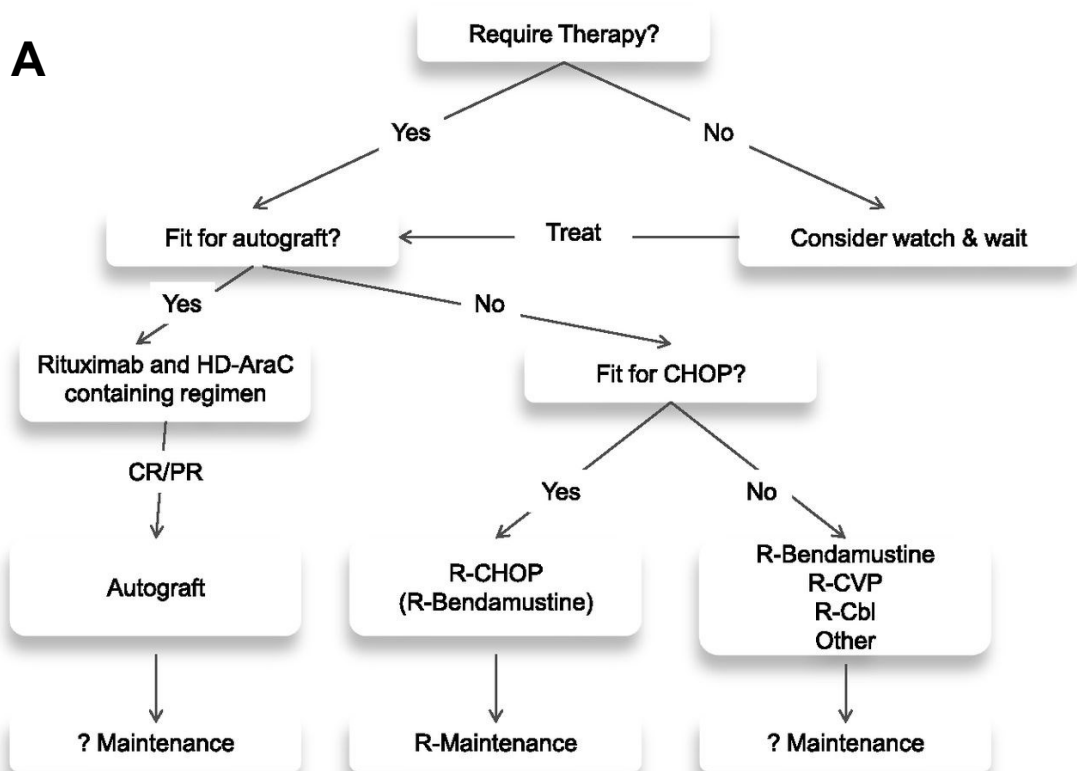 A
Require Therapy?
Yes
No
Fit for autograft?
Treat
Consider watch & wait
Yes
No
Rituximab and HD-AraC
containing regimen
Fit for CHOP?
CR/PR
Yes
No
Autograft
R-CHOP
(R-Bendamustine)
R-Bendamustine
R-CVP
R-Cbl
Other
? Maintenance
R-Maintenance
? Maintenance